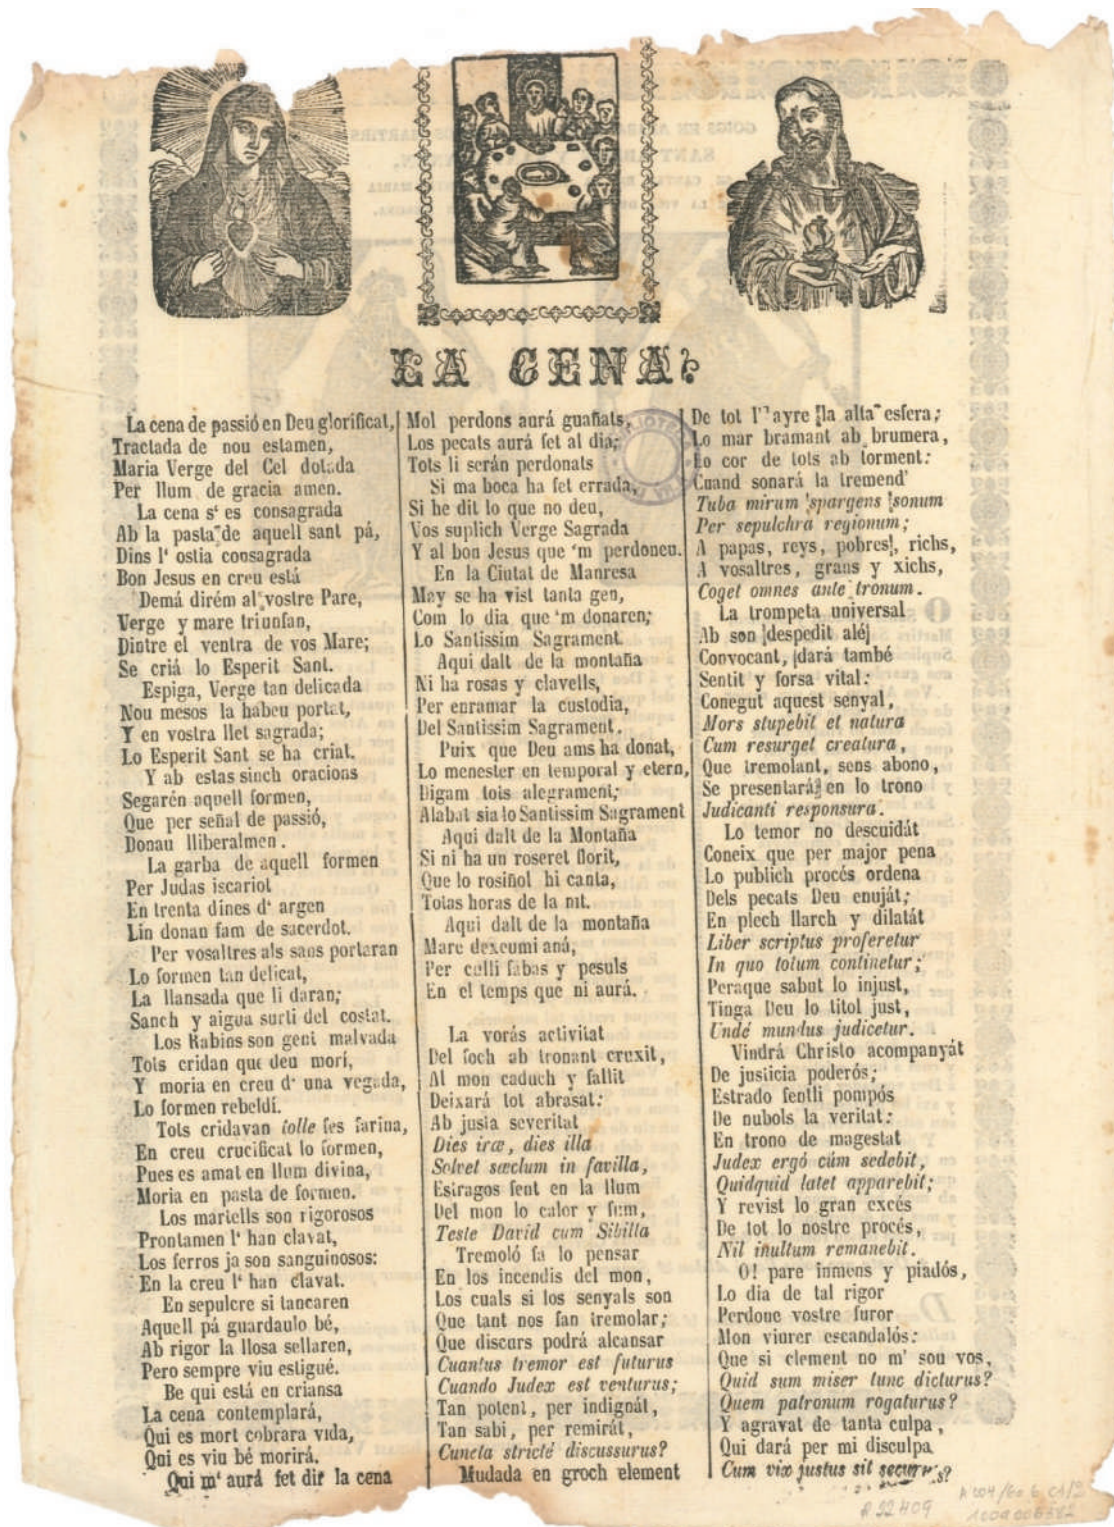 LA CENA.
La cena de passió en Deu glorificat,
Tractada de nou estamen,
Maria Verge del Cel dotada
Per llum de gracia amen.
La cena s' es consagrada
Ab la pasta de aquell sant pá,
Dins l' ostia consagrada
Bon Jesus en creu está
Demá dirém al vostre Pare,
Verge y mare triunfan,
Dintre el ventra de vos Mare;
Se criá lo Esperit Sant.
Espiga, Verge tan delicada
Nou mesos la habeu portat,
Y en vostra llet sagrada;
Lo Esperit Sant se ha criat.
Y ab estas sinch oracions
Segarén aquell formen,
Que per señal de passió,
Donau lliberalmen.
La garba de aquell formen
Per Judas iscariot
En trenta dines d' argen
Lin donan fam de sacerdot.
Per vosaltres als sans portaran
Lo formen tan delicat,
La llansada que li daran;
Sanch y aigua surti del costat.
Los Rabins son gent malvada
Tots cridan que deu morí,
Y moria en creu d' una vegada,
Lo formen rebeldí.
Tots cridavan tolle fes farina,
En creu crucificat lo formen,
Pues es amat en llum divina,
Moria en pasta de formen.
Los martells son rigorosos
Prontamen l' han clavat,
Los ferros ja son sanguinosos:
En la creu l' han clavat.
En sepulcre si tancaren
Aquell pá guardaulo bé,
Ab rigor la llosa sellaren,
Pero sempre viu estigué.
Be qui está en criansa
La cena contemplará,
Qui es mort cobrara vida,
Qui es viu bé morirá.
Qui m' aurá fet dir la cena
Mol perdons aurá guañats,
Los pecats aurá fet al dia;
Tots li serán perdonats
Si ma boca ha fet errada,
Si he dit lo que no deu,
Vos suplich Verge Sagrada
Y al bon Jesus que 'm perdoneu.
En la Ciutat de Manresa
May se ha vist tanta gen,
Com lo dia que 'm donaren;
Lo Santissim Sagrament.
Aqui dalt de la montaña
Ni ha rosas y clavells,
Per enramar la custodia,
Del Santissim Sagrament.
Puix que Deu ams ha donat,
Lo menester en temporal y etern,
Digam tots alegrament;
Alabat sia lo Santissim Sagrament
Aqui dalt de la Montaña
Si ni ha un roseret florit,
Que lo rosiñol hi canta,
Totas horas de la nit.
Aqui dalt de la montaña
Mare dexeumi aná,
Per culli fabas y pesuls
En el temps que ni aurá.
La vorás activitat
Del foch ab tronant cruxit,
Al mon caduch y fallit
Deixará tot abrasat:
Ab justa severitat
Dies iræ, dies illa
Solvet sæclum in favilla,
Estragos fent en la llum
Del mon lo calor y fum,
Teste David cum Sibilla
Tremoló fa lo pensar
En los incendis del mon,
Los cuals si los senyals son
Que tant nos fan tremolar;
Que discurs podrá alcansar
Cuantus tremor est futurus
Cuando Judex est venturus;
Tan potent, per indignát,
Tan sabi, per remirát,
Cuncta stricté discussurus?
Mudada en groch element
De tot l' ayre la alta esfera;
Lo mar bramant ab brumera,
Lo cor de tots ab torment:
Cuand sonará la tremend'
Tuba mirum spargens sonum
Per sepulchra regionum;
A papas, reys, pobres, richs,
A vosaltres, grans y xichs,
Coget omnes ante tronum.
La trompeta universal
Ab son despedit aléj
Convocant, dará també
Sentit y forsa vital:
Conegut aquest senyal,
Mors stupebit et natura
Cum resurget creatura,
Que tremolant, sens abono,
Se presentará en lo trono
Judicanti responsura.
Lo temor no descuidát
Coneix que per major pena
Lo publich procés ordena
Dels pecats Deu enuját;
En plech llarch y dilatát
Liber scriptus proferetur
In quo totum continetur;
Peraque sabut lo injust,
Tinga Deu lo titol just,
Undé mundus judicetur.
Vindrá Christo acompanyát
De justicia poderós;
Estrado fentli pompós
De nubols la veritat:
En trono de magestat
Judex ergó cúm sedebit,
Quidquid latet apparebit;
Y revist lo gran excés
De tot lo nostre procés,
Nil inultum remanebit.
O! pare inmens y piadós,
Lo dia de tal rigor
Perdone vostre furor
Mon viurer escandalós:
Que si clement no m' sou vos,
Quid sum miser tunc dicturus?
Quem patronum rogaturus?
Y agravat de tanta culpa,
Qui dará per mi disculpa
Cum vix justus sit securus?
R 32409